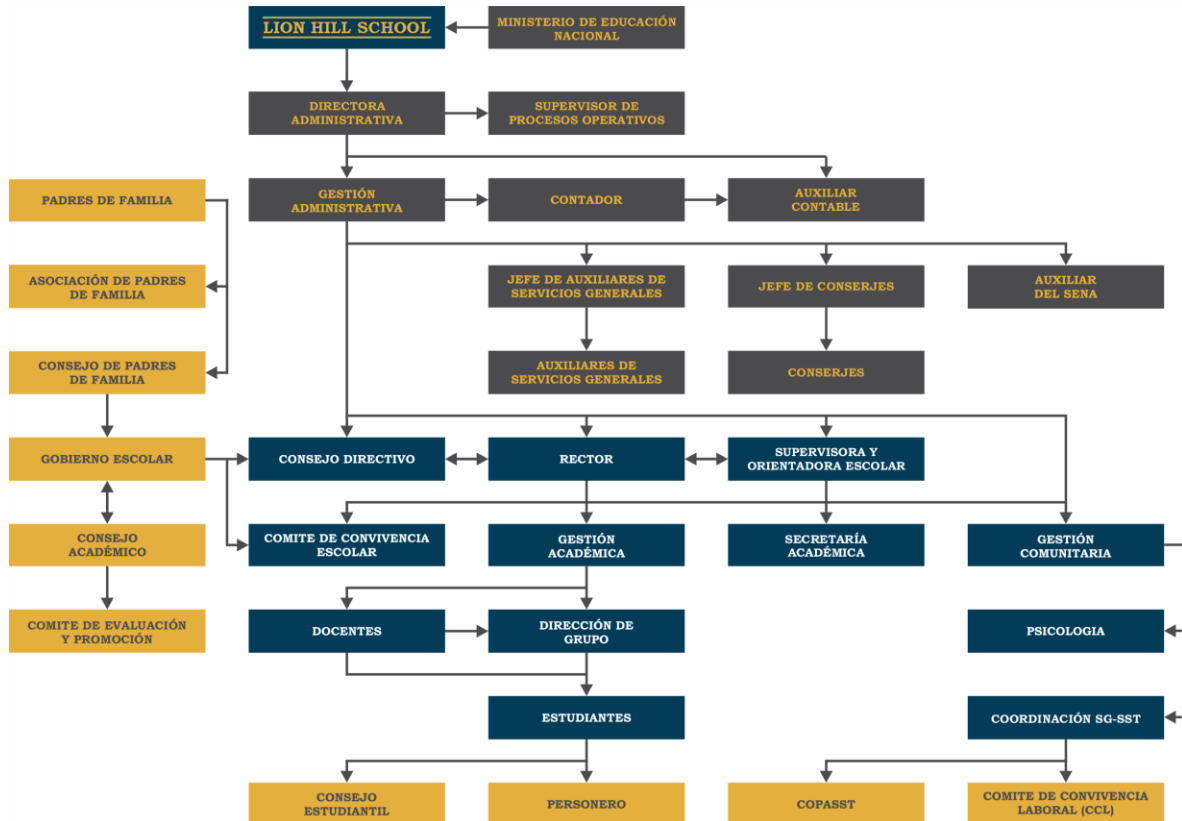 LION HILL SCHOOL
MINISTERIO DE EDUCACIÓN
NACIONAL
DIRECTORA
ADMINISTRATIVA
SUPERVISOR DE
PROCESOS OPERATIVOS
PADRES DE FAMILIA
GESTIÓN
ADMINISTRATIVA
CONTADOR
AUXILIAR
CONTABLE
ASOCIACIÓN DE PADRES
DE FAMILIA
JEFE DE AUXILIARES DE
SERVICIOS GENERALES
JEFE DE CONSERJES
AUXILIAR
DEL SENA
CONSEJO DE PADRES
DE FAMILIA
AUXILIARES DE
SERVICIOS GENERALES
CONSERJES
GOBIERNO ESCOLAR
CONSEJO DIRECTIVO
RECTOR
SUPERVISORA Y
ORIENTADORA ESCOLAR
CONSEJO
ACADÉMICO
COMITE DE CONVIVENCIA
ESCOLAR
GESTIÓN
ACADÉMICA
SECRETARÍA
ACADÉMICA
GESTIÓN
COMUNITARIA
COMITE DE EVALUACIÓN
Y PROMOCIÓN
DOCENTES
DIRECCIÓN DE
GRUPO
PSICOLOGIA
ESTUDIANTES
COORDINACIÓN SG-SST
CONSEJO
ESTUDIANTIL
PERSONERO
COPASST
COMITE DE CONVIVENCIA
LABORAL (CCL)